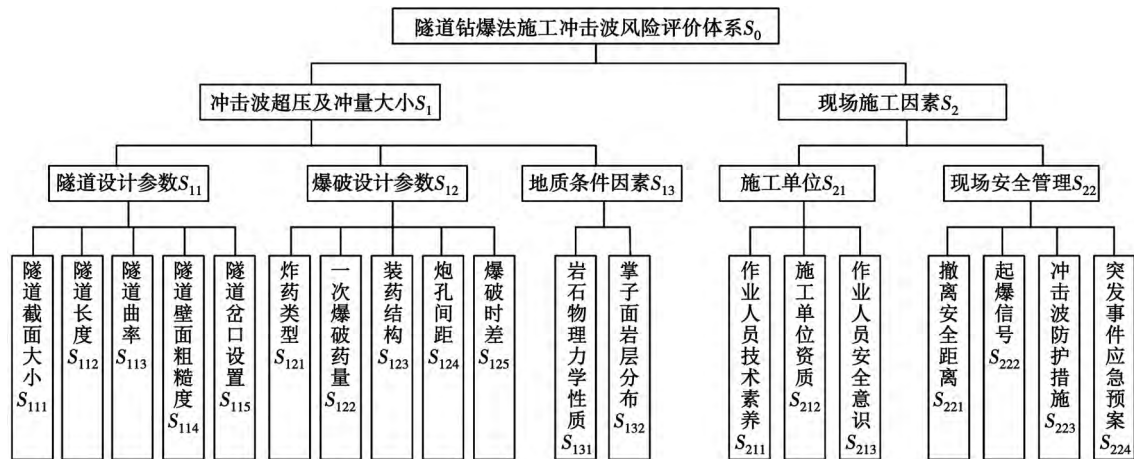 隧道钻爆法施工冲击波风险评价体系S₀
冲击波超压及冲量大小S₁
现场施工因素S₂
隧道设计参数S₁₁
爆破设计参数S₁₂
地质条件因素S₁₃
施工单位S₂₁
现场安全管理S₂₂
隧道截面大小S₁₁₁
隧道长度S₁₁₂
隧道曲率S₁₁₃
隧道壁面粗糙度S₁₁₄
隧道岔口设置S₁₁₅
炸药类型S₁₂₁
一次爆破药量S₁₂₂
装药结构S₁₂₃
炮孔间距S₁₂₄
爆破时差S₁₂₅
岩石物理力学性质S₁₃₁
掌子面岩层分布S₁₃₂
作业人员技术素养S₂₁₁
施工单位资质S₂₁₂
作业人员安全意识S₂₁₃
撤离安全距离S₂₂₁
起爆信号S₂₂₂
冲击波防护措施S₂₂₃
突发事件应急预案S₂₂₄